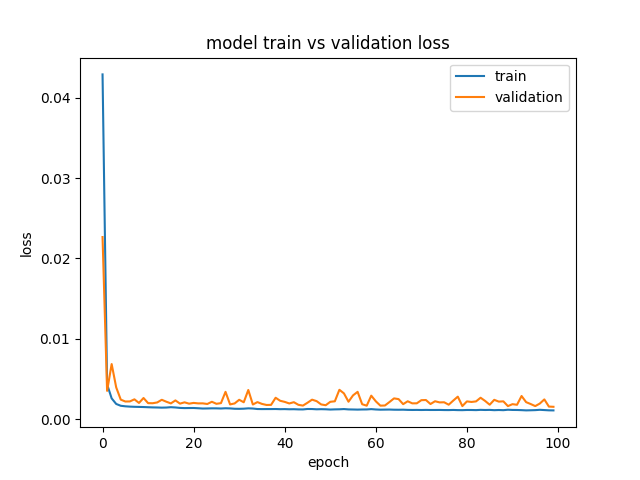 model train vs validation loss
train
validation
0.04
0.03
0.02
0.01
0.00
loss
0 20 40 60 80 100
epoch